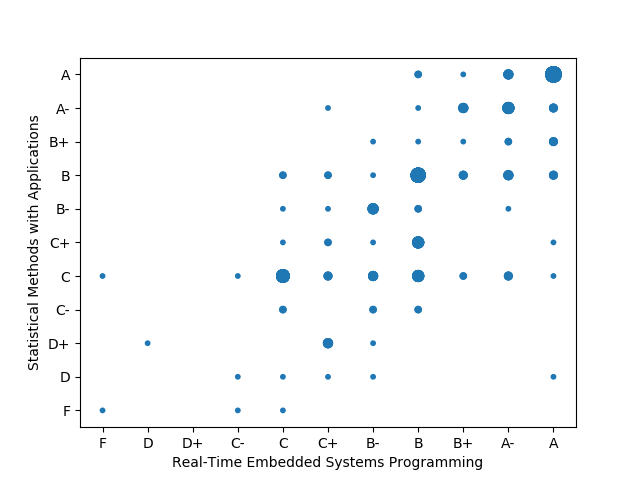 Statistical Methods with Applications
A
A-
B+
B
B-
C+
C
C-
D+
D
F
F D D+ C- C C+ B- B B+ A- A
Real-Time Embedded Systems Programming